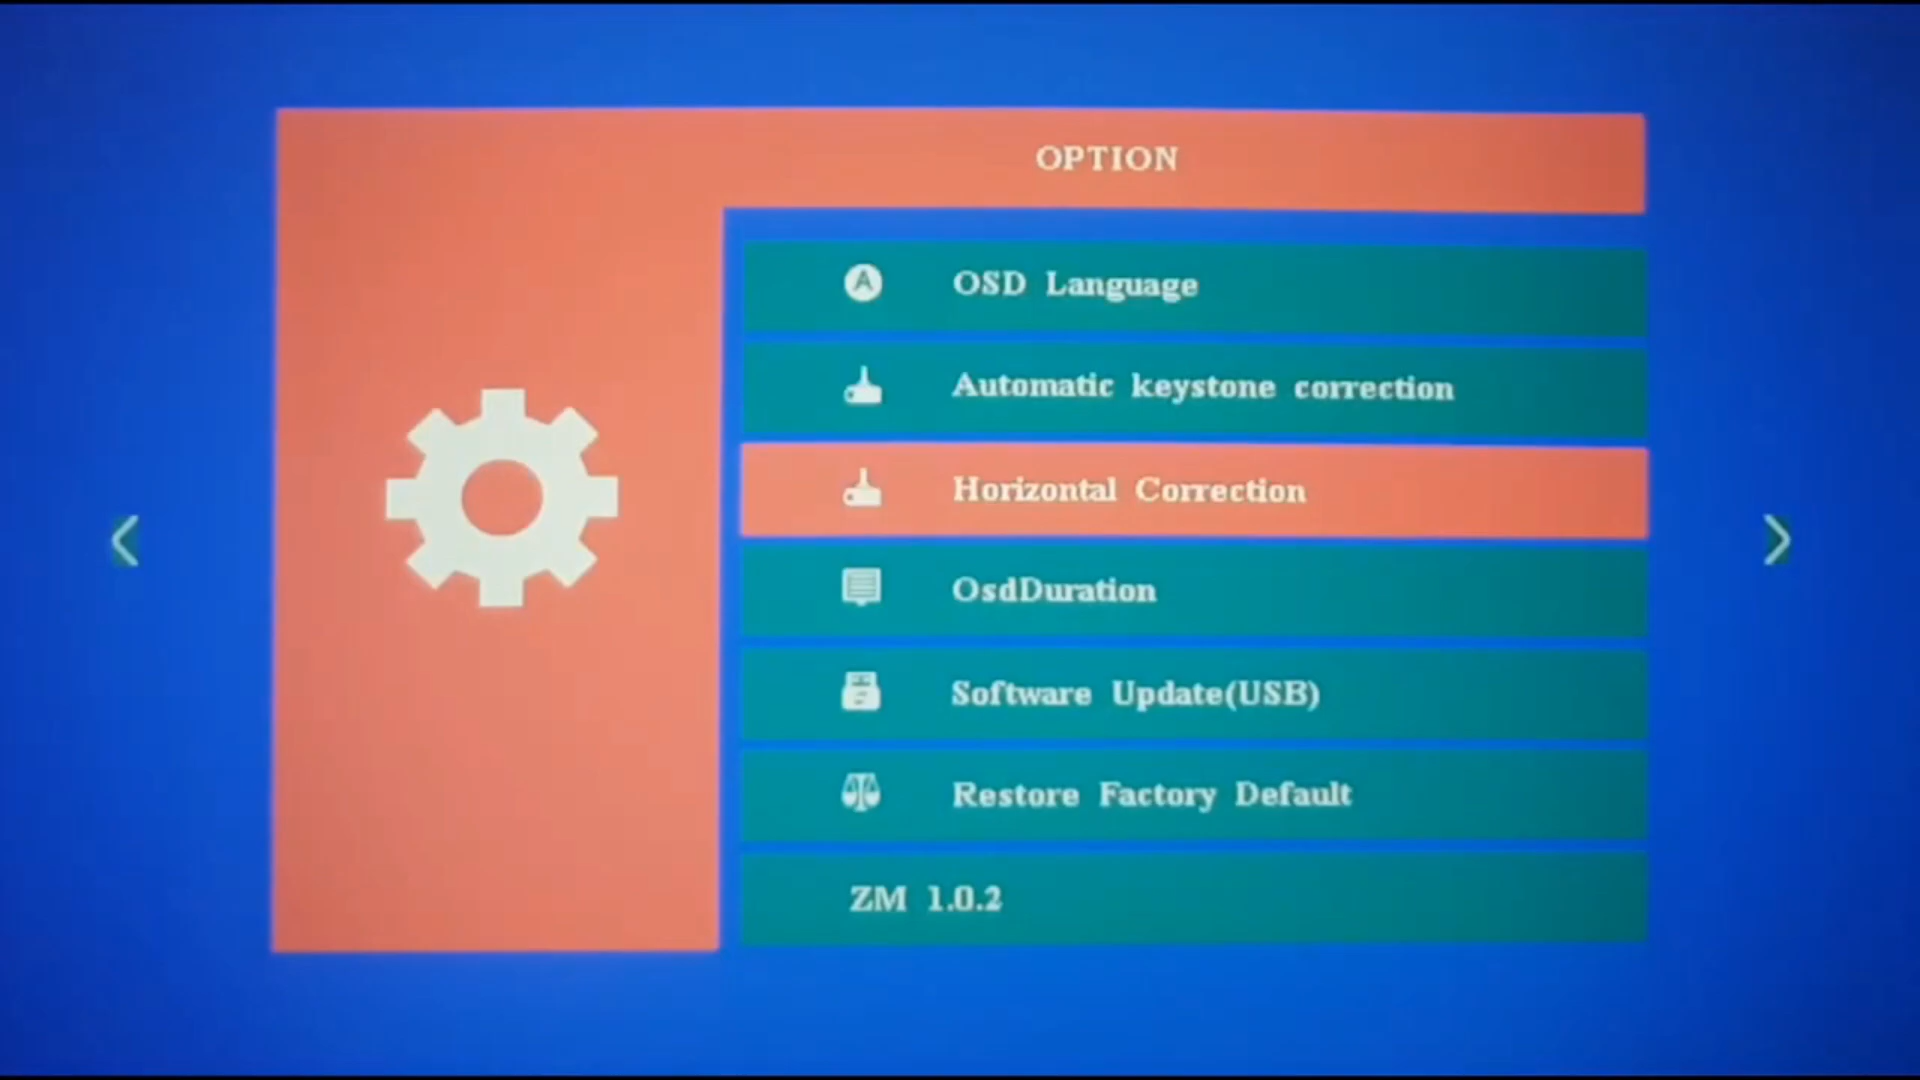 OPTION
A
OSD Language
Automatic keystone correction
Horizontal Correction
OsdDuration
Software Update(USB)
Restore Factory Default
ZM 1.0.2